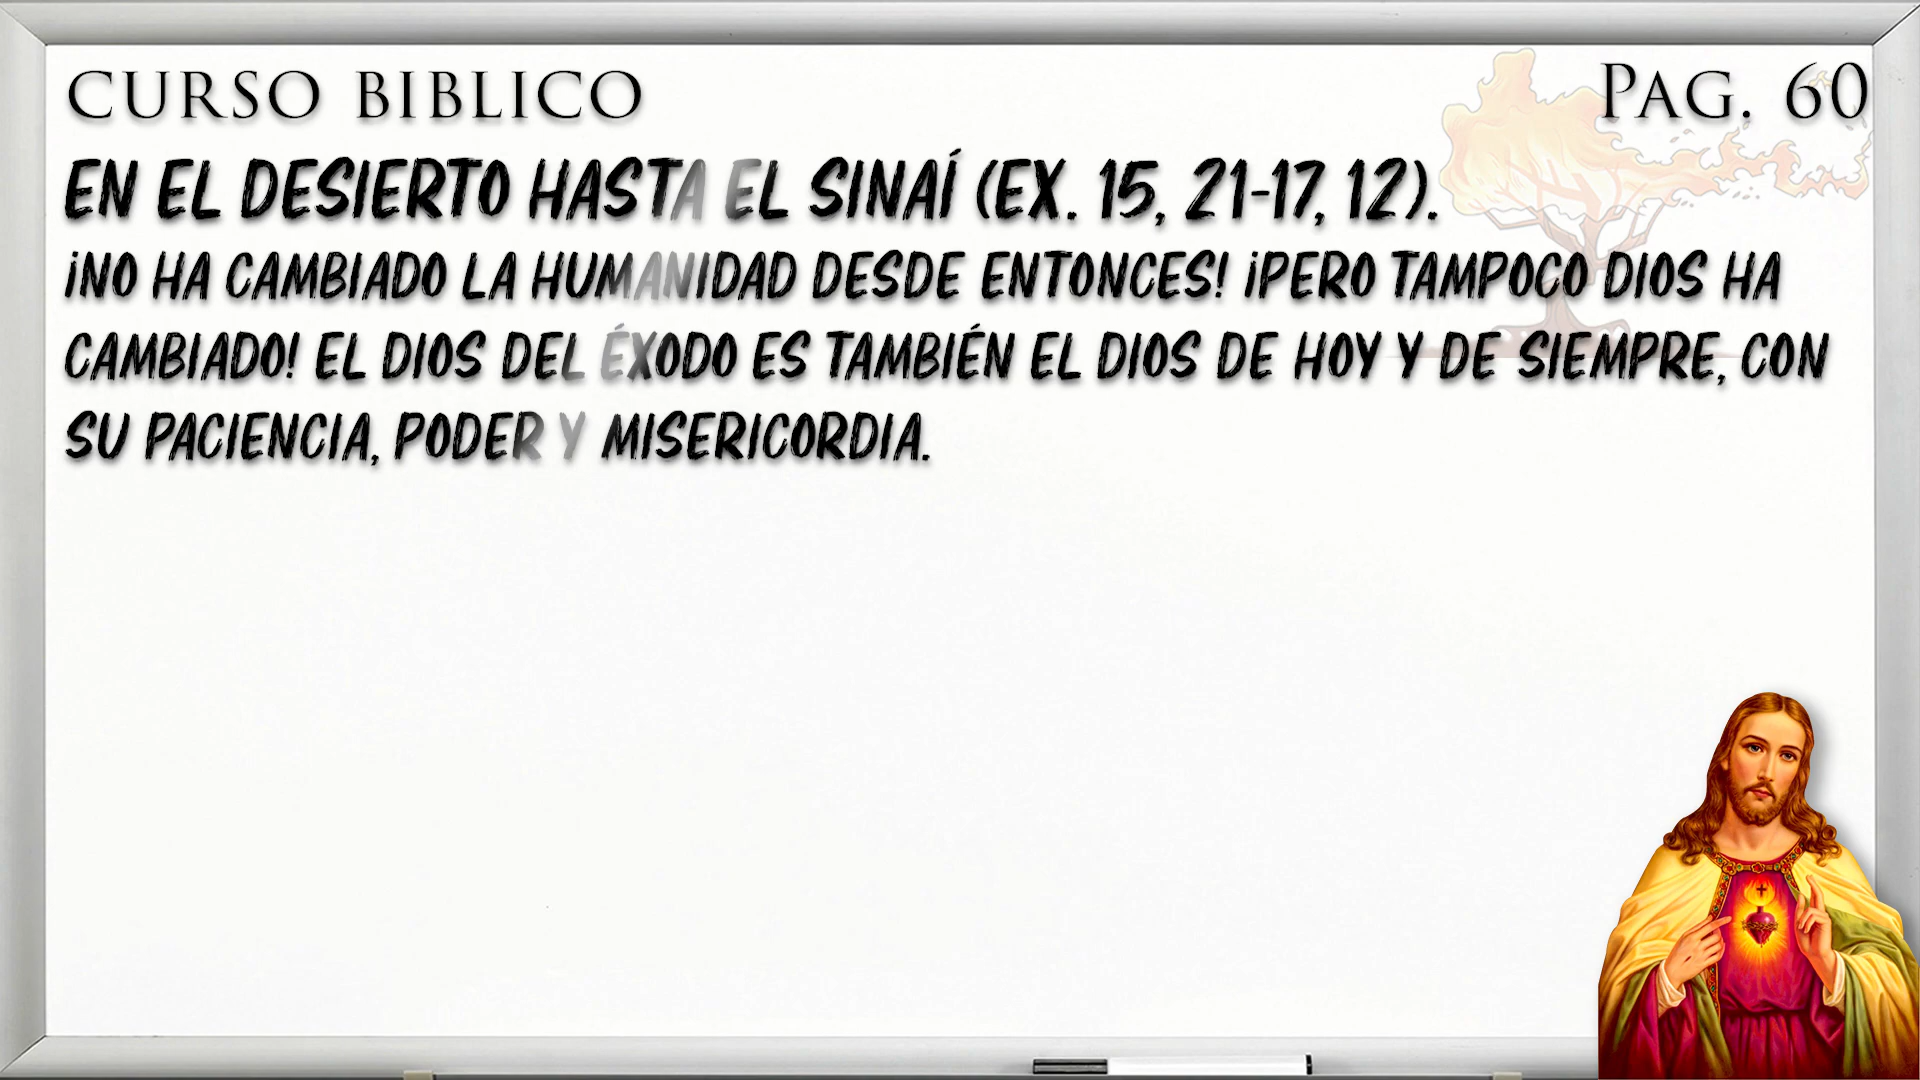 CURSO BIBLICO
PAG. 60
EN EL DESIERTO HASTA EL SINAÍ (EX. 15, 21-17, 12).
¡NO HA CAMBIADO LA HUMANIDAD DESDE ENTONCES! ¡PERO TAMPOCO DIOS HA
CAMBIADO! EL DIOS DEL ÉXODO ES TAMBIÉN EL DIOS DE HOY Y DE SIEMPRE, CON
SU PACIENCIA, PODER Y MISERICORDIA.